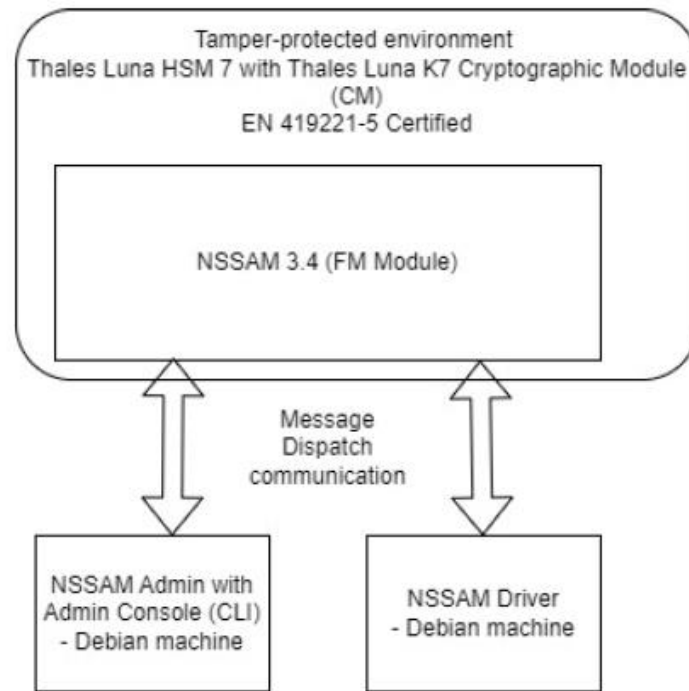 Tamper-protected environment
Thales Luna HSM 7 with Thales Luna K7 Cryptographic Module
(CM)
EN 419221-5 Certified
NSSAM 3.4 (FM Module)
Message
Dispatch
communication
NSSAM Admin with
Admin Console (CLI)
- Debian machine
NSSAM Driver
- Debian machine